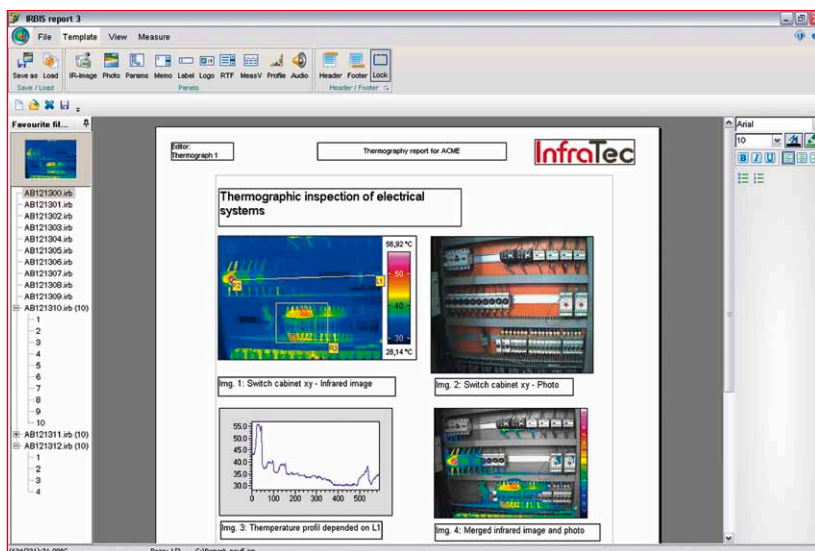 IRBIS report 3
File Template View Measure
Save as Load IR-Image Photo Params Memo Label Logo RTF MeasV Profile Audio Header Footer Lock
Save / Load Panels Header / Footer
Favourite fil...
AB121300.irb
AB121301.irb
AB121302.irb
AB121303.irb
AB121304.irb
AB121305.irb
AB121306.irb
AB121307.irb
AB121308.irb
AB121309.irb
AB121310.irb (10)
1
2
3
4
5
6
7
8
9
10
AB121311.irb (10)
AB121312.irb (10)
1
2
3
4
Editor:
Thermograph 1
Thermography report for ACME
InfraTec
Thermographic inspection of electrical
systems
56,92 °C
50
40
30
28,14 °C
L1
Img. 1: Switch cabinet xy - Infrared image
Img. 2: Switch cabinet xy - Photo
55.0
50.0
45.0
40.0
35.0
30.0
0 100 200 300 400 500
Img. 3: Themperature profil depended on L1
Img. 4: Merged infrared image and photo
Arial
10
B I U